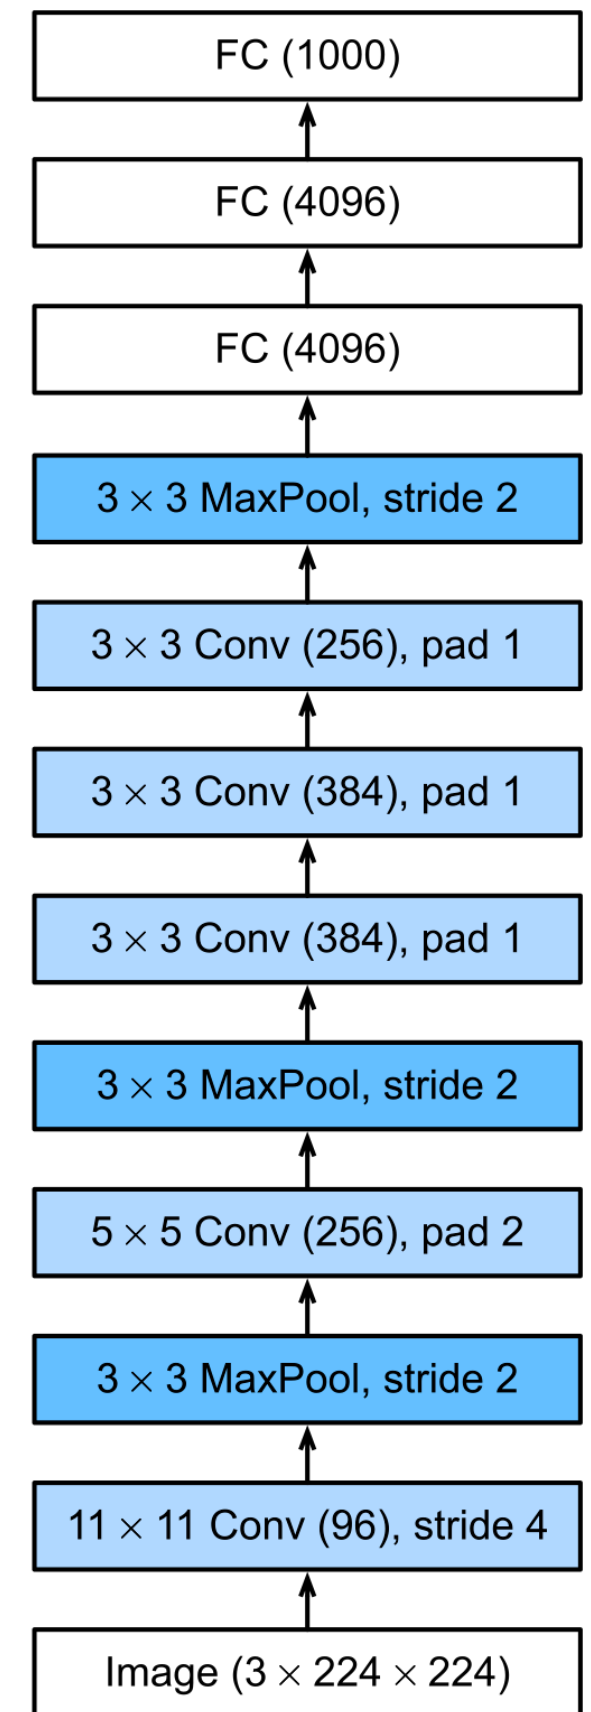 FC (1000)
FC (4096)
FC (4096)
3 × 3 MaxPool, stride 2
3 × 3 Conv (256), pad 1
3 × 3 Conv (384), pad 1
3 × 3 Conv (384), pad 1
3 × 3 MaxPool, stride 2
5 × 5 Conv (256), pad 2
3 × 3 MaxPool, stride 2
11 × 11 Conv (96), stride 4
Image (3 × 224 × 224)